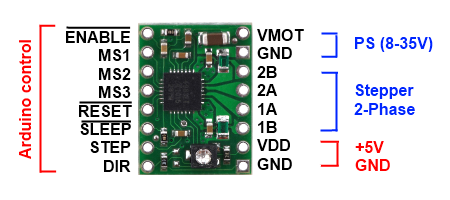 Arduino control
ENABLE
MS1
MS2
MS3
RESET
SLEEP
STEP
DIR
VMOT
GND
2B
2A
1A
1B
VDD
GND
PS (8-35V)
Stepper
2-Phase
+5V
GND